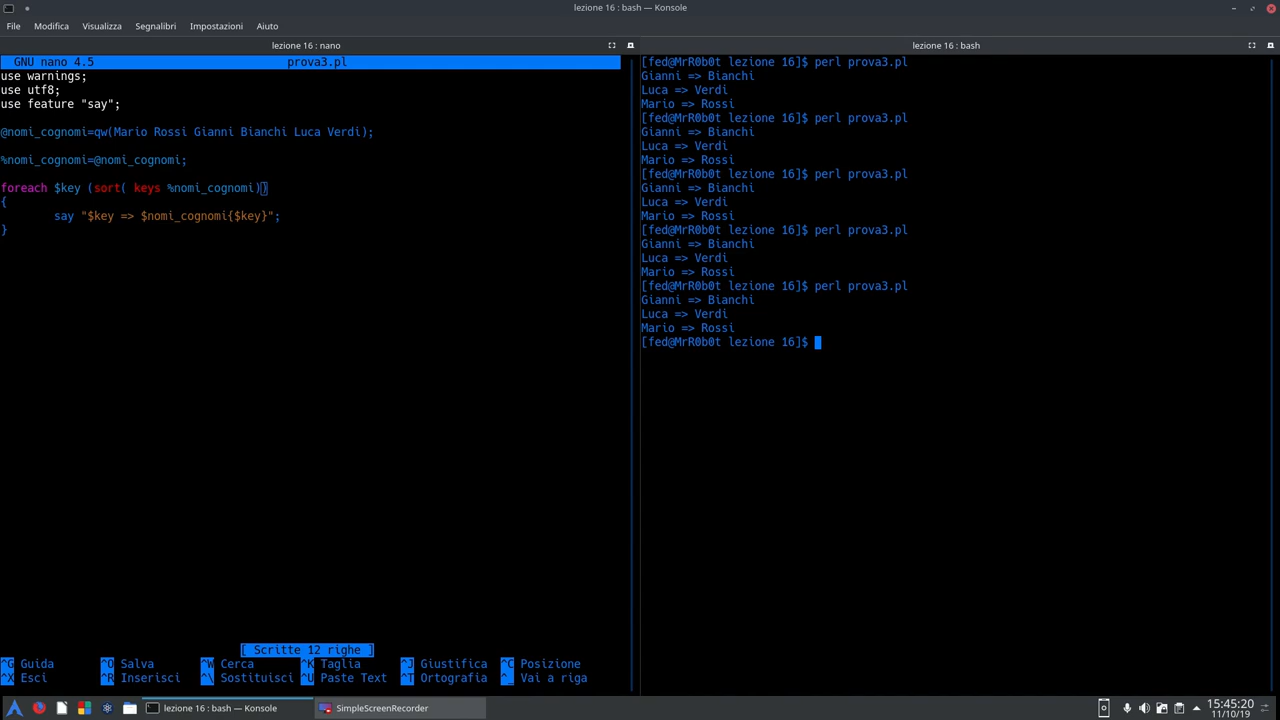 lezione 16 : bash — Konsole
File Modifica Visualizza Segnalibri Impostazioni Aiuto
lezione 16 : nano
GNU nano 4.5 prova3.pl
use warnings;
use utf8;
use feature "say";
@nomi_cognomi=qw(Mario Rossi Gianni Bianchi Luca Verdi);
%nomi_cognomi=@nomi_cognomi;
foreach $key (sort( keys %nomi_cognomi))
{
say "$key => $nomi_cognomi{$key}";
}
[ Scritte 12 righe ]
^G Guida ^O Salva ^W Cerca ^K Taglia ^J Giustifica ^C Posizione
^X Esci ^R Inserisci ^\ Sostituisci ^U Paste Text ^T Ortografia ^_ Vai a riga
lezione 16 : bash
[fed@MrR0b0t lezione 16]$ perl prova3.pl
Gianni => Bianchi
Luca => Verdi
Mario => Rossi
[fed@MrR0b0t lezione 16]$ perl prova3.pl
Gianni => Bianchi
Luca => Verdi
Mario => Rossi
[fed@MrR0b0t lezione 16]$ perl prova3.pl
Gianni => Bianchi
Luca => Verdi
Mario => Rossi
[fed@MrR0b0t lezione 16]$ perl prova3.pl
Gianni => Bianchi
Luca => Verdi
Mario => Rossi
[fed@MrR0b0t lezione 16]$ perl prova3.pl
Gianni => Bianchi
Luca => Verdi
Mario => Rossi
[fed@MrR0b0t lezione 16]$
lezione 16 : bash — Konsole SimpleScreenRecorder 15:45:20
11/10/19